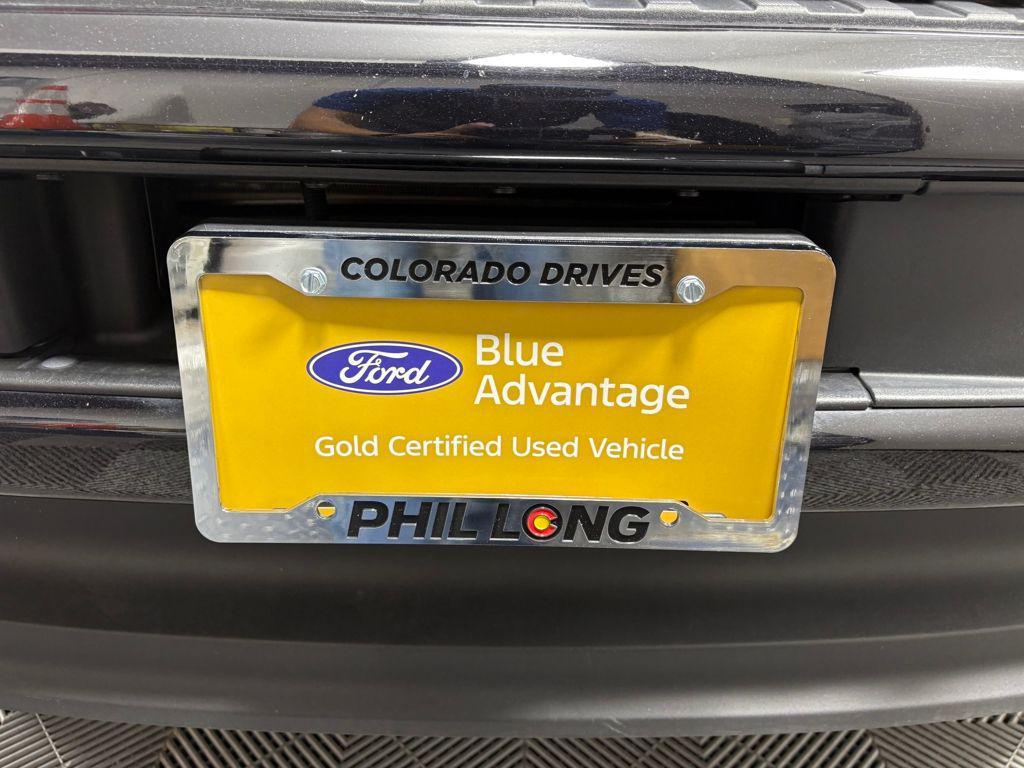 COLORADO DRIVES
Ford
Blue
Advantage
Gold Certified Used Vehicle
PHIL LONG